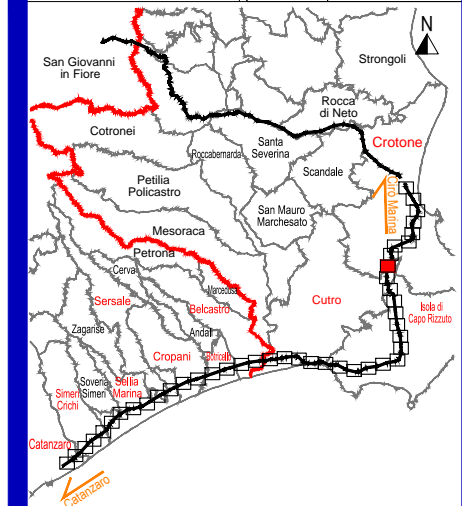 N
Strongoli
San Giovanni
in Fiore
Rocca
di Neto
Cotronei
Crotone
Santa
Severina
Roccabernarda
Scandale
Petilia
Policastro
Ciro Marina
San Mauro
Marchesato
Mesoraca
Petrona
Cerva
Marcedusa
Sersale
Belcastro
Cutro
Isola di
Capo Rizzuto
Zagarise
Andali
Cropani
Botricello
Soveria
Simeri
Sellia
Marina
Simeri
Crichi
Catanzaro
Catanzaro